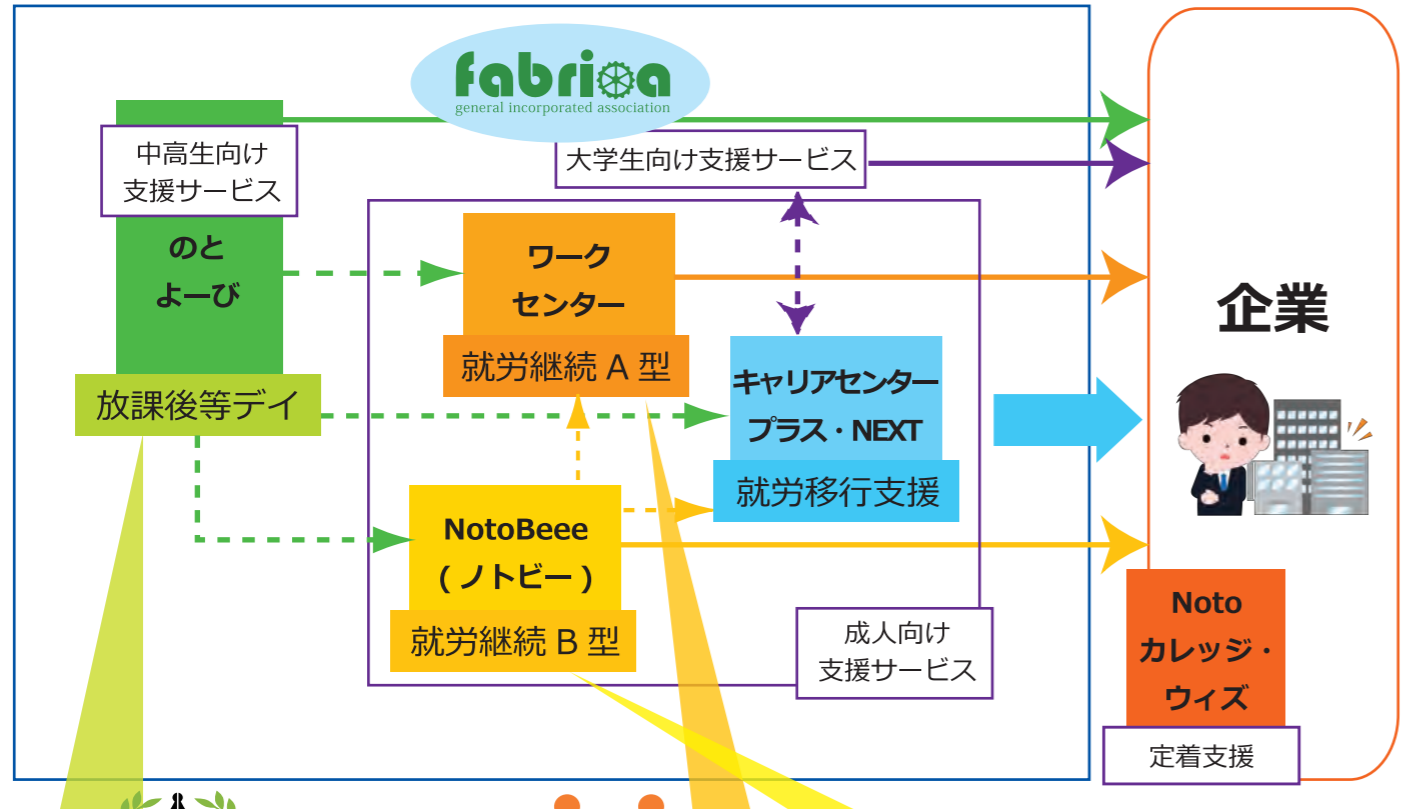 fabrica
general incorporated association
中高生向け
支援サービス
大学生向け支援サービス
のと
よーび
放課後等デイ
ワーク
センター
就労継続 A 型
キャリアセンター
プラス・NEXT
就労移行支援
NotoBeee
( ノトビー )
就労継続 B 型
成人向け
支援サービス
企業
Noto
カレッジ・
ウィズ
定着支援